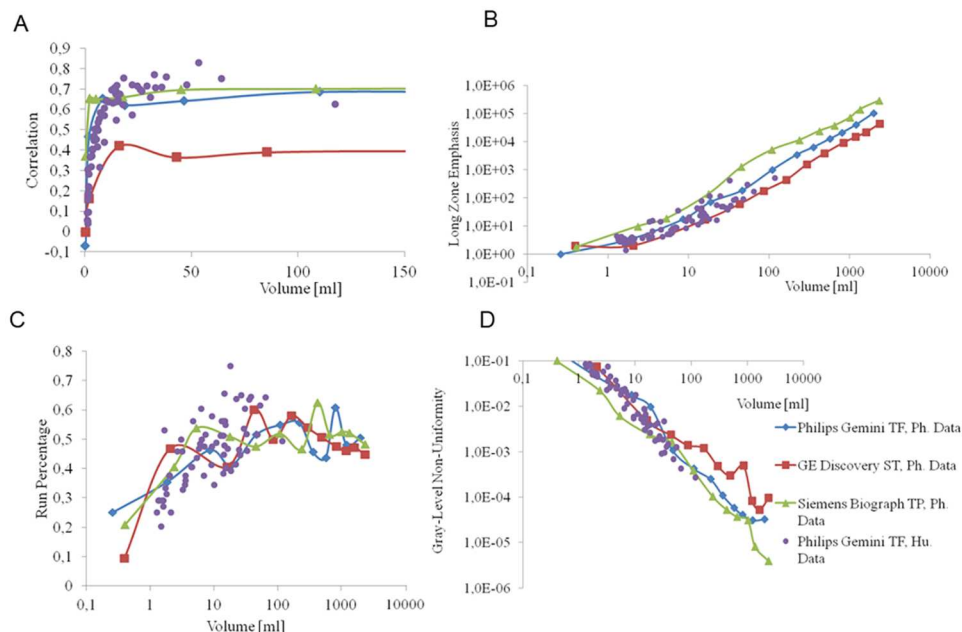 A
0,9
0,8
0,7
0,6
0,5
0,4
0,3
0,2
0,1
0
-0,1
Correlation
0 50 100 150
Volume [ml]
B
1,0E+06
1,0E+05
1,0E+04
1,0E+03
1,0E+02
1,0E+01
1,0E+00
1,0E-01
Long Zone Emphasis
0,1 1 10 100 1000 10000
Volume [ml]
C
0,8
0,7
0,6
0,5
0,4
0,3
0,2
0,1
0
Run Percentage
0,1 1 10 100 1000 10000
Volume [ml]
D
1,0E-01
1,0E-02
1,0E-03
1,0E-04
1,0E-05
1,0E-06
Gray-Level Non-Uniformity
0,1 1 10 100 1000 10000
Volume [ml]
Philips Gemini TF, Ph. Data
GE Discovery ST, Ph. Data
Siemens Biograph TP, Ph.
Data
Philips Gemini TF, Hu.
Data